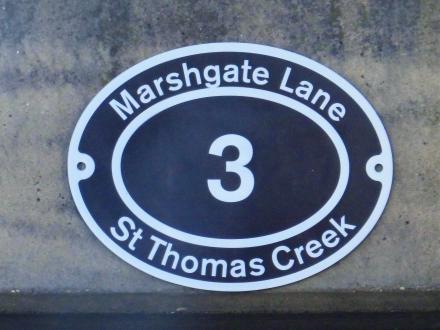 Marshgate Lane
3
St Thomas Creek